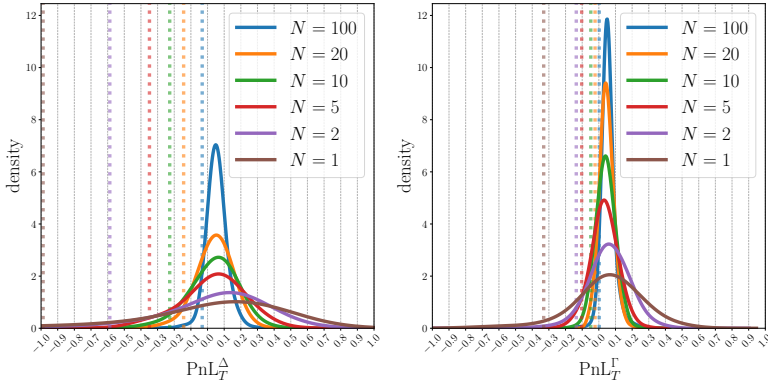 12
10
8
6
4
2
0
density
N = 100
N = 20
N = 10
N = 5
N = 2
N = 1
−1.0 −0.9 −0.8 −0.7 −0.6 −0.5 −0.4 −0.3 −0.2 −0.1 0.0 0.1 0.2 0.3 0.4 0.5 0.6 0.7 0.8 0.9 1.0
PnL_T^Δ
12
10
8
6
4
2
0
density
N = 100
N = 20
N = 10
N = 5
N = 2
N = 1
−1.0 −0.9 −0.8 −0.7 −0.6 −0.5 −0.4 −0.3 −0.2 −0.1 0.0 0.1 0.2 0.3 0.4 0.5 0.6 0.7 0.8 0.9 1.0
PnL_T^Γ